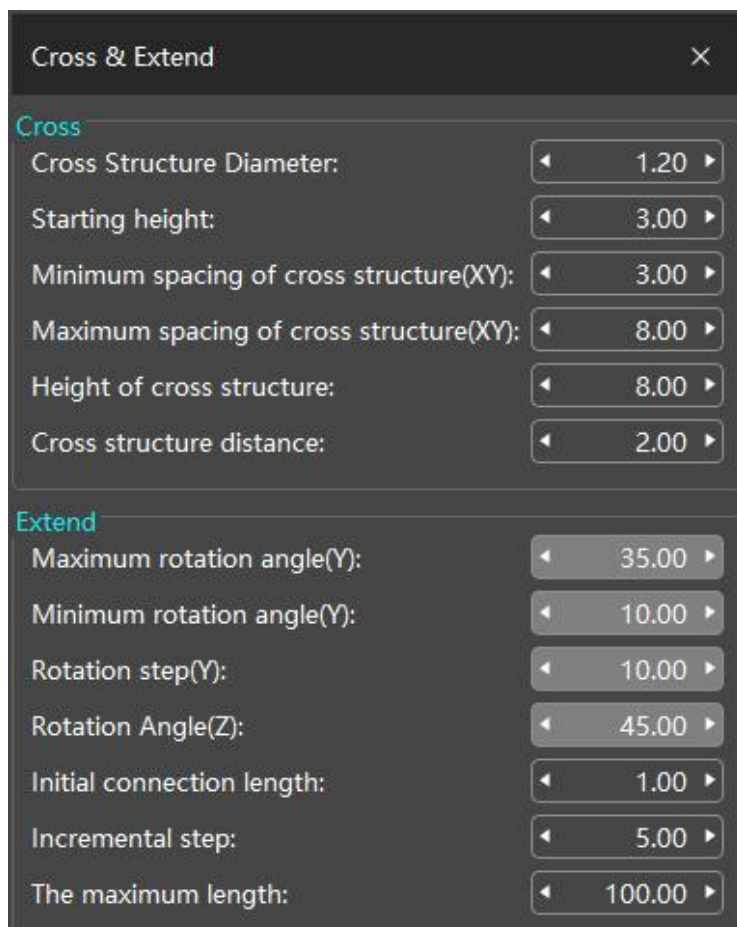 Cross & Extend
Cross
Cross Structure Diameter: 1.20
Starting height: 3.00
Minimum spacing of cross structure(XY): 3.00
Maximum spacing of cross structure(XY): 8.00
Height of cross structure: 8.00
Cross structure distance: 2.00
Extend
Maximum rotation angle(Y): 35.00
Minimum rotation angle(Y): 10.00
Rotation step(Y): 10.00
Rotation Angle(Z): 45.00
Initial connection length: 1.00
Incremental step: 5.00
The maximum length: 100.00